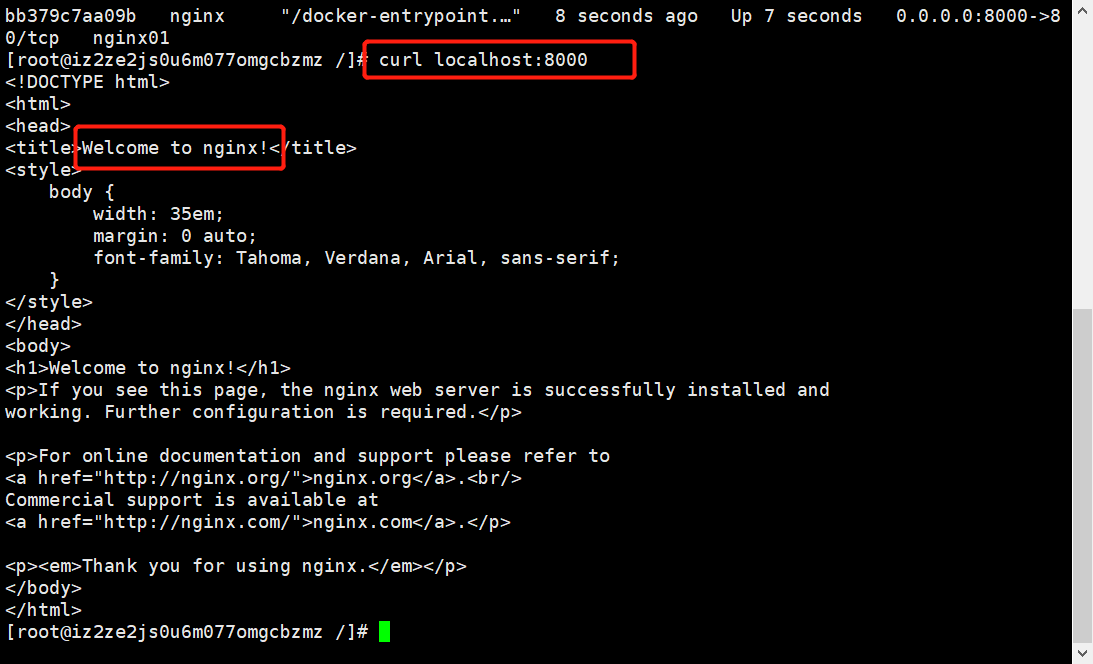 bb379c7aa09b   nginx     "/docker-entrypoint.…"   8 seconds ago   Up 7 seconds   0.0.0.0:8000->8
0/tcp   nginx01
[root@iz2ze2js0u6m077omgcbzmz /]# curl localhost:8000
<!DOCTYPE html>
<html>
<head>
<title>Welcome to nginx!</title>
<style>
    body {
        width: 35em;
        margin: 0 auto;
        font-family: Tahoma, Verdana, Arial, sans-serif;
    }
</style>
</head>
<body>
<h1>Welcome to nginx!</h1>
<p>If you see this page, the nginx web server is successfully installed and
working. Further configuration is required.</p>

<p>For online documentation and support please refer to
<a href="http://nginx.org/">nginx.org</a>.<br/>
Commercial support is available at
<a href="http://nginx.com/">nginx.com</a>.</p>

<p><em>Thank you for using nginx.</em></p>
</body>
</html>
[root@iz2ze2js0u6m077omgcbzmz /]#